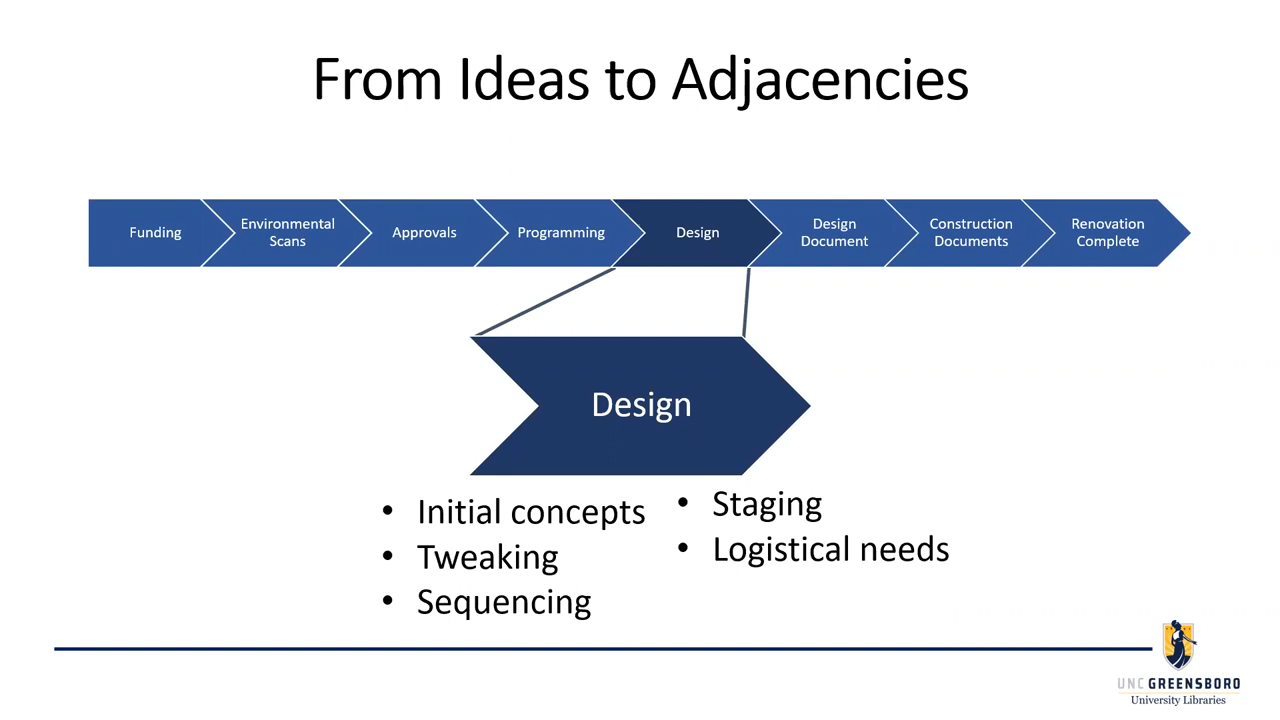 From Ideas to Adjacencies
Funding
Environmental
Scans
Approvals
Programming
Design
Design
Document
Construction
Documents
Renovation
Complete
Design
• Initial concepts
• Tweaking
• Sequencing
• Staging
• Logistical needs
UNC GREENSBORO
University Libraries